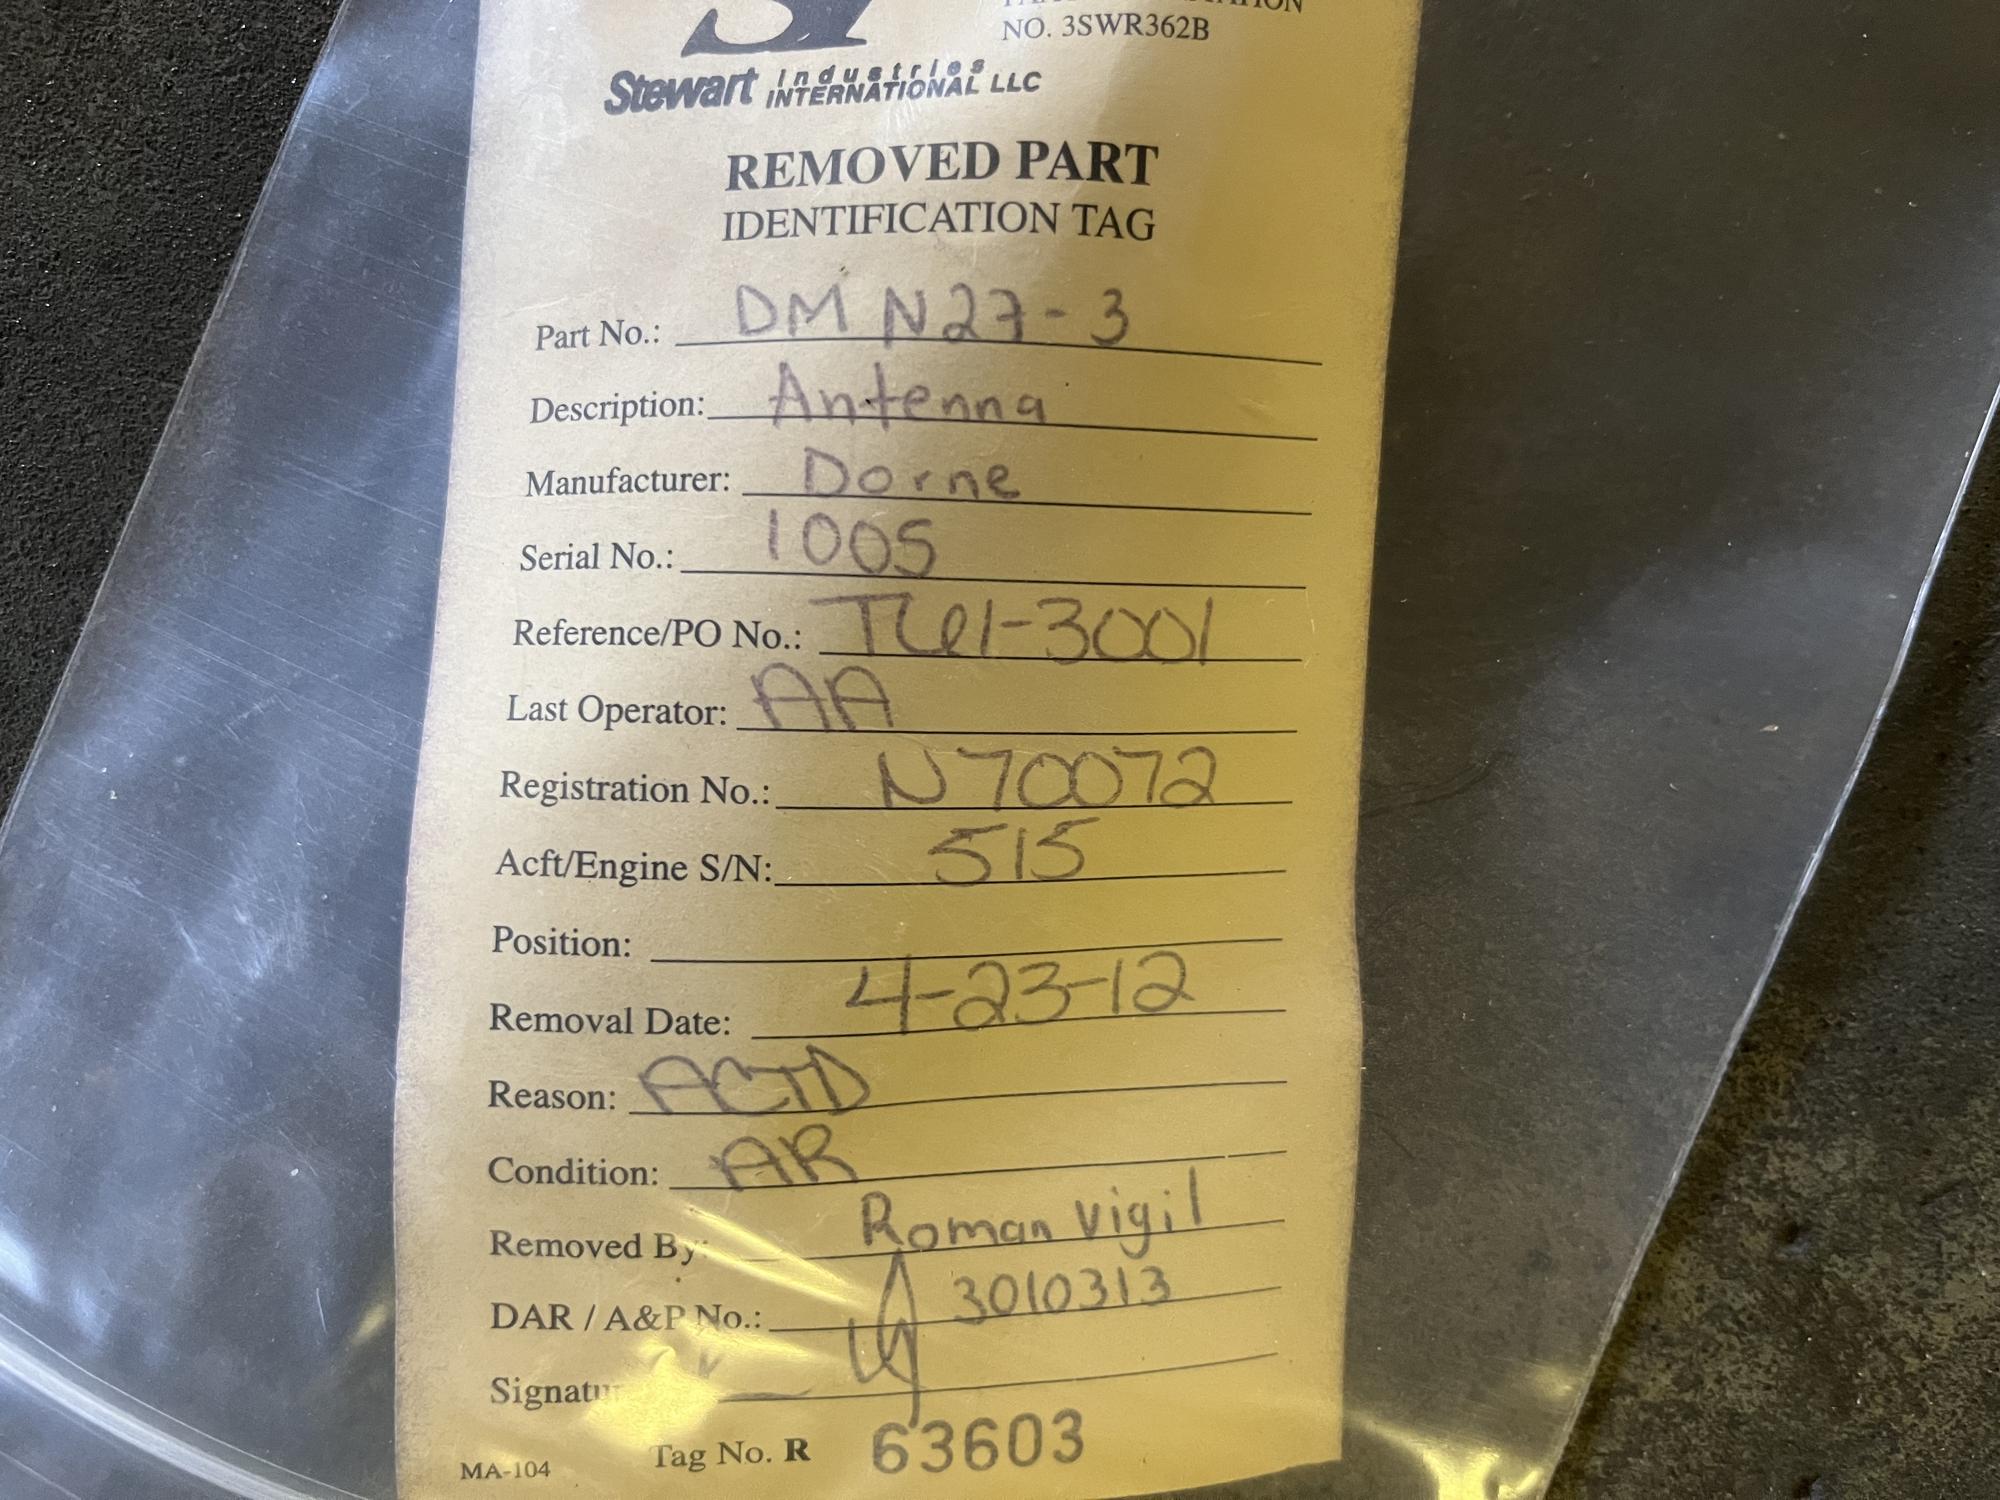 NO. 3SWR362B
Stewart Industries INTERNATIONAL LLC
REMOVED PART
IDENTIFICATION TAG
Part No.: DM N27-3
Description: Antenna
Manufacturer: Dorne
Serial No.: 1005
Reference/PO No.: -3001
Last Operator: AA
Registration No.: N70072
Acft/Engine S/N: 515
Position:
Removal Date: 4-23-12
Reason: ACTD
Condition: AR
Removed By: Roman Vigil
DAR / A&P No.: 3010313
Signatu
Tag No. R 63603
MA-104